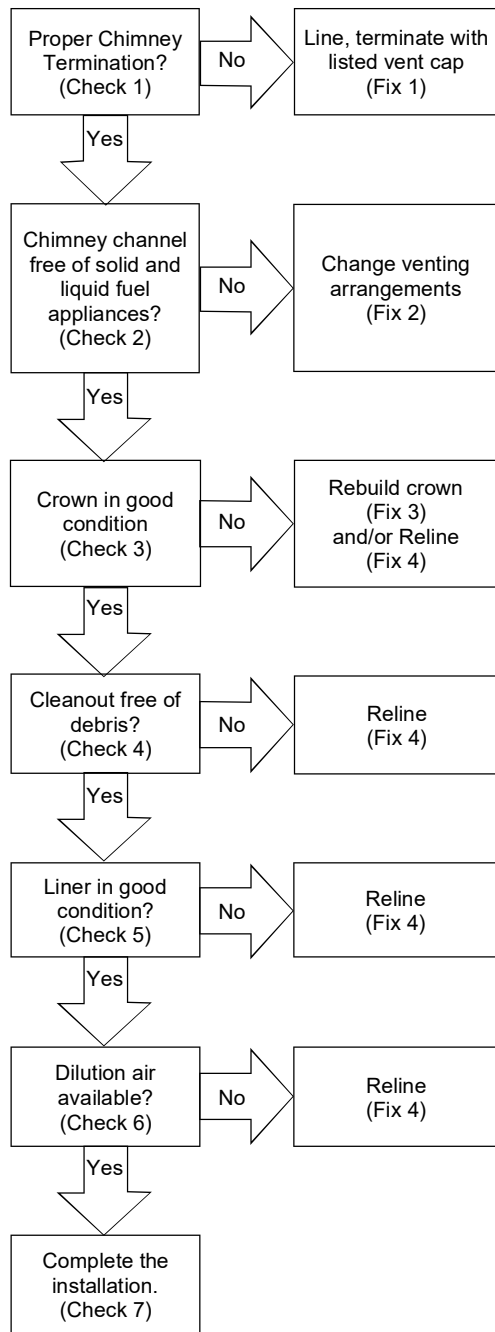 Proper Chimney
Termination?
(Check 1)
No
Line, terminate with
listed vent cap
(Fix 1)
Yes
Chimney channel
free of solid and
liquid fuel
appliances?
(Check 2)
No
Change venting
arrangements
(Fix 2)
Yes
Crown in good
condition
(Check 3)
No
Rebuild crown
(Fix 3)
and/or Reline
(Fix 4)
Yes
Cleanout free of
debris?
(Check 4)
No
Reline
(Fix 4)
Yes
Liner in good
condition?
(Check 5)
No
Reline
(Fix 4)
Yes
Dilution air
available?
(Check 6)
No
Reline
(Fix 4)
Yes
Complete the
installation.
(Check 7)